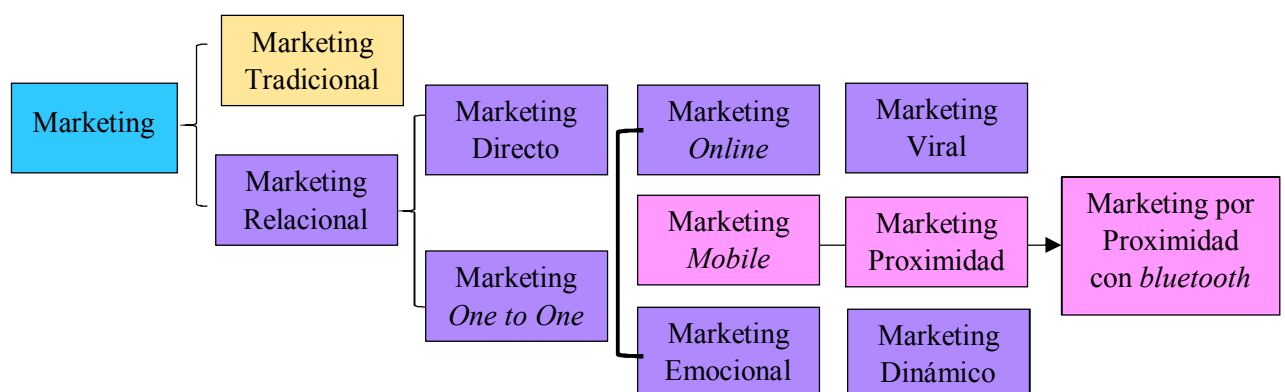 Marketing
Marketing
Tradicional
Marketing
Relacional
Marketing
Directo
Marketing
One to One
Marketing
Online
Marketing
Mobile
Marketing
Emocional
Marketing
Viral
Marketing
Proximidad
Marketing
Dinámico
Marketing por
Proximidad
con bluetooth